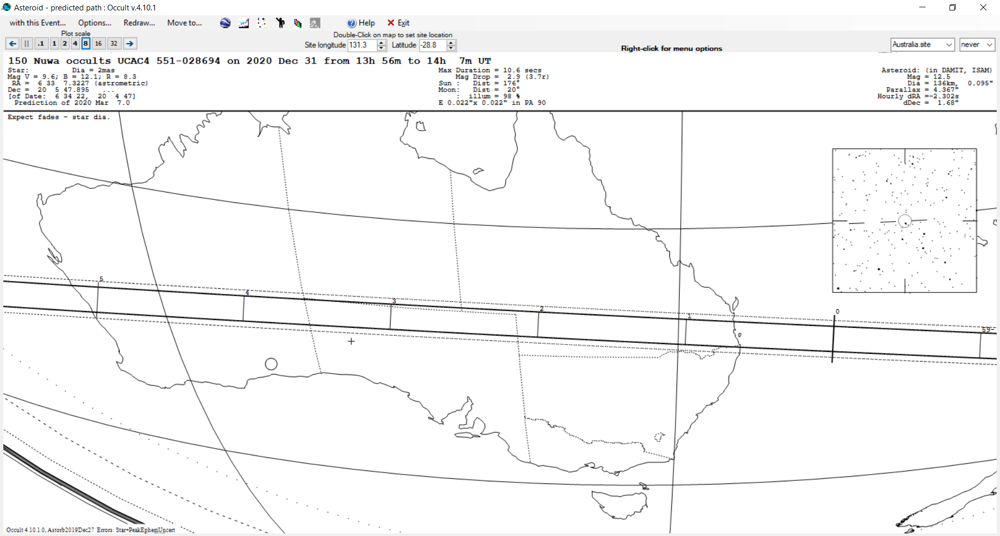 Asteroid - predicted path : Occult v.4.10.1
with this Event... Options... Redraw... Move to... Help Exit
Plot scale
Double-Click on map to set site location
.1 1 2 4 8 16 32
Site longitude 131.3 Latitude -28.8
Right-click for menu options
Australia.site never
150 Nuwa occults UCAC4 551-028694 on 2020 Dec 31 from 13h 56m to 14h 7m UT
Star: Dia = 2mas
Mag V = 9.6; B = 12.1; R = 8.3
RA = 6 33 7.3227 (astrometric)
Dec = 20 5 47.895 ...
[of Date: 6 34 22, 20 4 47]
Prediction of 2020 Mar 7.0
Max Duration = 10.6 secs
Mag Drop = 2.9 (3.7r)
Sun : Dist = 176°
Moon: Dist = 20°
: illum = 98 %
E 0.022"x 0.022" in PA 90
Asteroid: (in DAMIT, ISAM)
Mag = 12.5
Dia = 136km, 0.095"
Parallax = 4.367"
Hourly dRA =-2.302s
dDec = 1.68"
Expect fades - star dia.
5
4
3
2
1
0
59
Occult 4.10.1.0, Astorb2019Dec27 Errors: Star+PeakEphemUncert